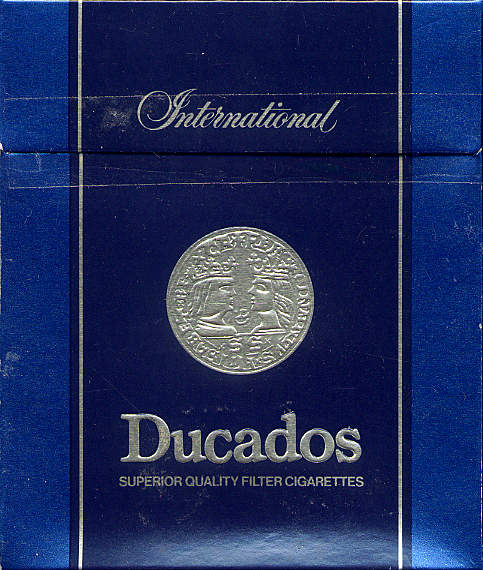 International
Ducados
SUPERIOR QUALITY FILTER CIGARETTES